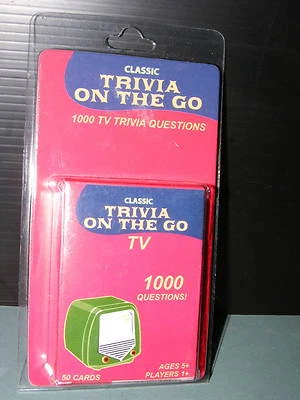 CLASSIC
TRIVIA
ON THE GO
1000 TV TRIVIA QUESTIONS
CLASSIC
TRIVIA
ON THE GO
TV
1000
QUESTIONS!
AGES 5+
50 CARDS PLAYERS 1+